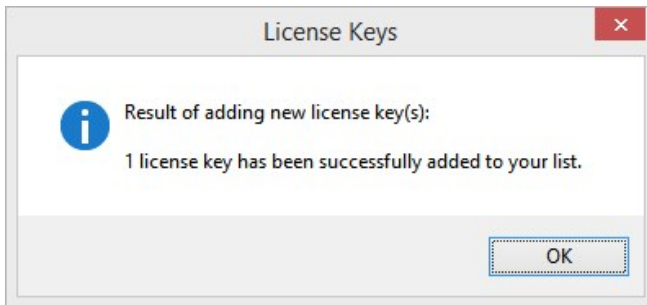 License Keys
Result of adding new license key(s):
1 license key has been successfully added to your list.
OK